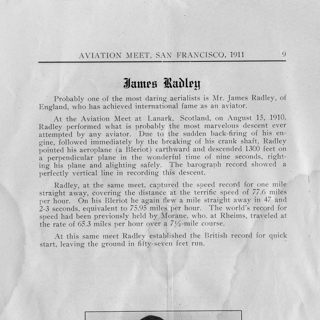 AVIATION MEET, SAN FRANCISCO, 1911 9
James Radley
Probably one of the most daring aerialists is Mr. James Radley, of
England, who has achieved international fame as an aviator.
At the Aviation Meet at Lanark, Scotland, on August 15, 1910,
Radley performed what is probably the most marvelous descent ever
attempted by any aviator. Due to the sudden back-firing of his en-
gine, followed immediately by the breaking of his crank shaft, Radley
pointed his aeroplane (a Bleriot) earthward and descended 1300 feet on
a perpendicular plane in the wonderful time of nine seconds, right-
ing his plane and alighting safely. The barograph record showed a
perfectly vertical line in recording this descent.
Radley, at the same meet, captured the speed record for one mile
straight away, covering the distance at the terrific speed of 77.6 miles
per hour. On his Bleriot he again flew a mile straight away in 47 and
2-3 seconds, equivalent to 75.95 miles per hour. The world's record for
speed had been previously held by Morane, who, at Rheims, traveled at
the rate of 65.3 miles per hour over a 7½-mile course.
At this same meet Radley established the British record for quick
start, leaving the ground in fifty-seven feet run.